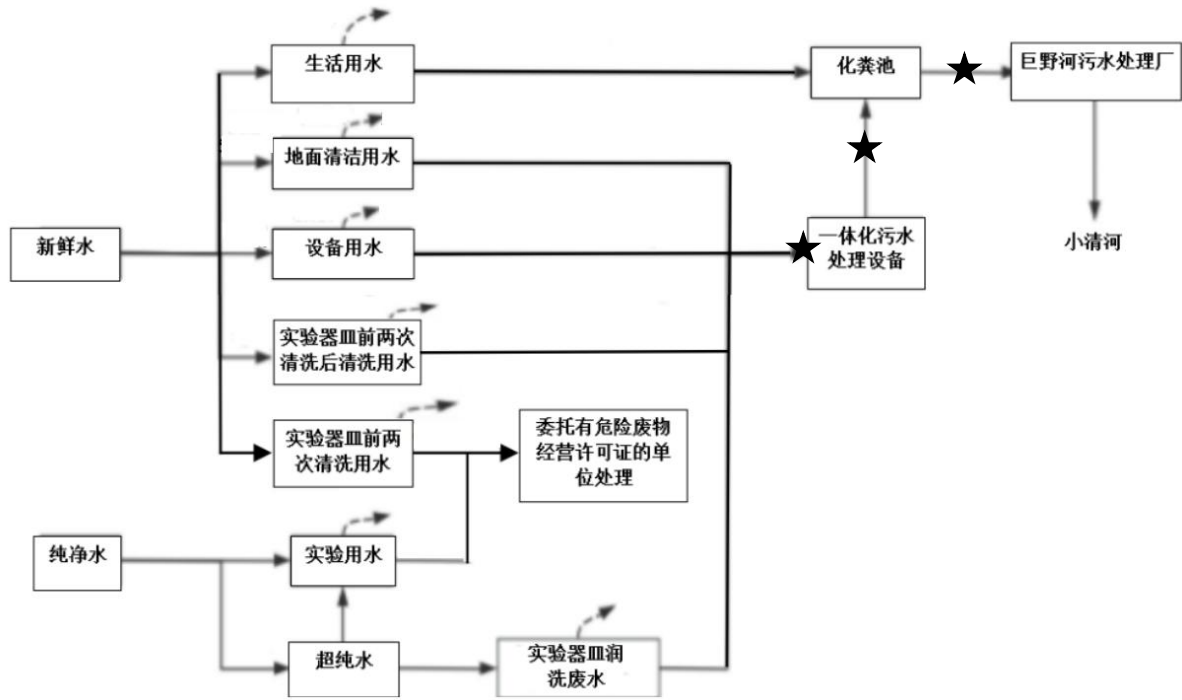 生活用水
化粪池
巨野河污水处理厂
地面清洁用水
新鲜水
设备用水
一体化污水
处理设备
小清河
实验器皿前两次
清洗后清洗用水
实验器皿前两
次清洗用水
委托有危险废物
经营许可证的单
位处理
纯净水
实验用水
超纯水
实验器皿润
洗废水